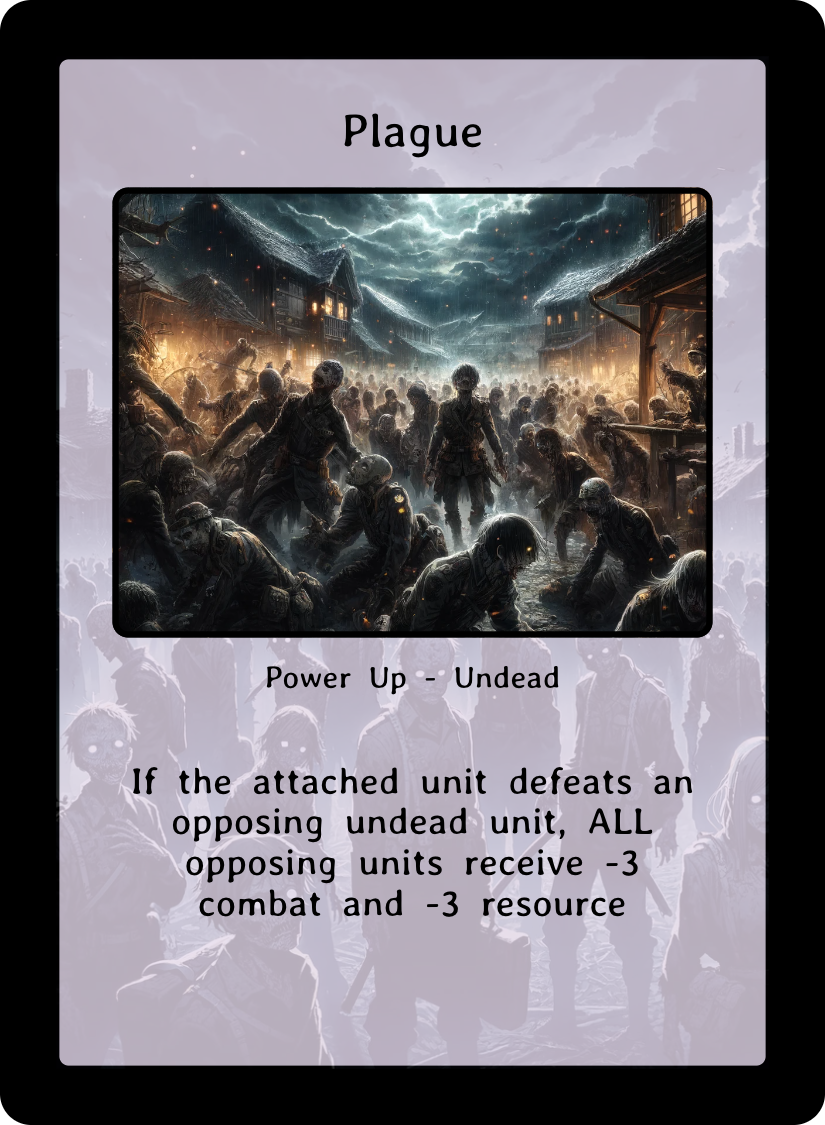 Plague
Power Up - Undead
If the attached unit defeats an
opposing undead unit, ALL
opposing units receive -3
combat and -3 resource